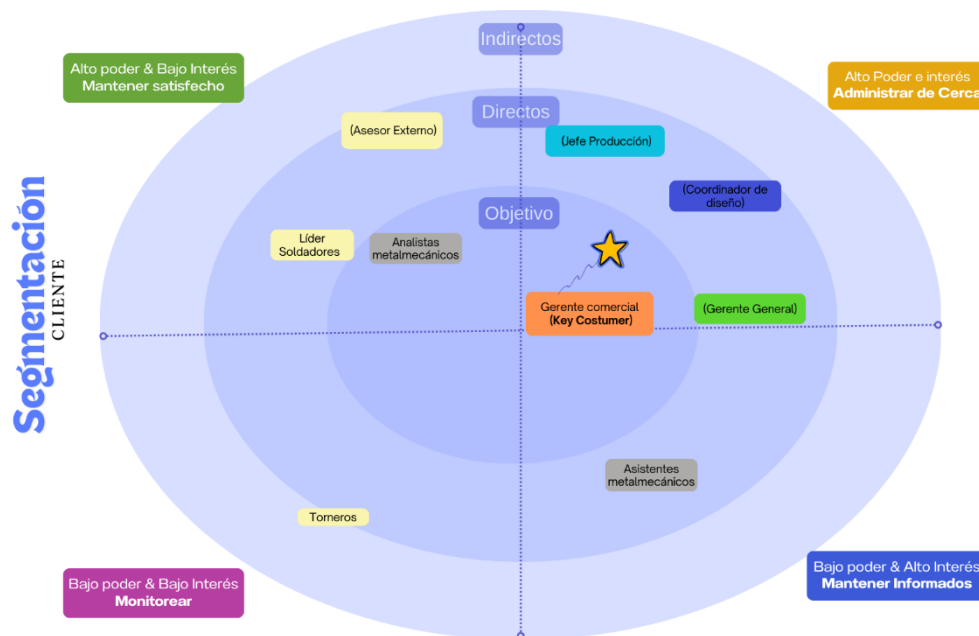 Indirectos
Alto poder & Bajo Interés
Mantener satisfecho
Alto Poder e interés
Administrar de Cerca
Directos
(Asesor Externo)
(Jefe Producción)
(Coordinador de
diseño)
Objetivo
Líder
Soldadores
Analistas
metalmecánicos
Segmentación
CLIENTE
Gerente comercial
(Key Costumer)
(Gerente General)
Asistentes
metalmecánicos
Torneros
Bajo poder & Bajo Interés
Monitorear
Bajo poder & Alto Interés
Mantener Informados